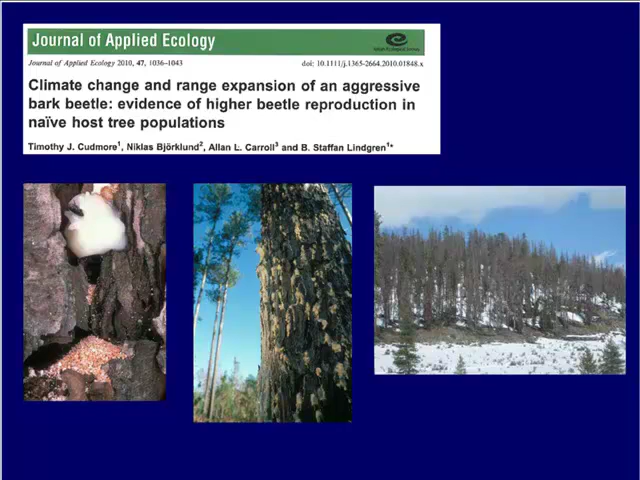 Journal of Applied Ecology
Journal of Applied Ecology 2010, 47, 1036–1043
doi: 10.1111/j.1365-2664.2010.01848.x
Climate change and range expansion of an aggressive
bark beetle: evidence of higher beetle reproduction in
naïve host tree populations
Timothy J. Cudmore1, Niklas Björklund2, Allan L. Carroll3 and B. Staffan Lindgren1*